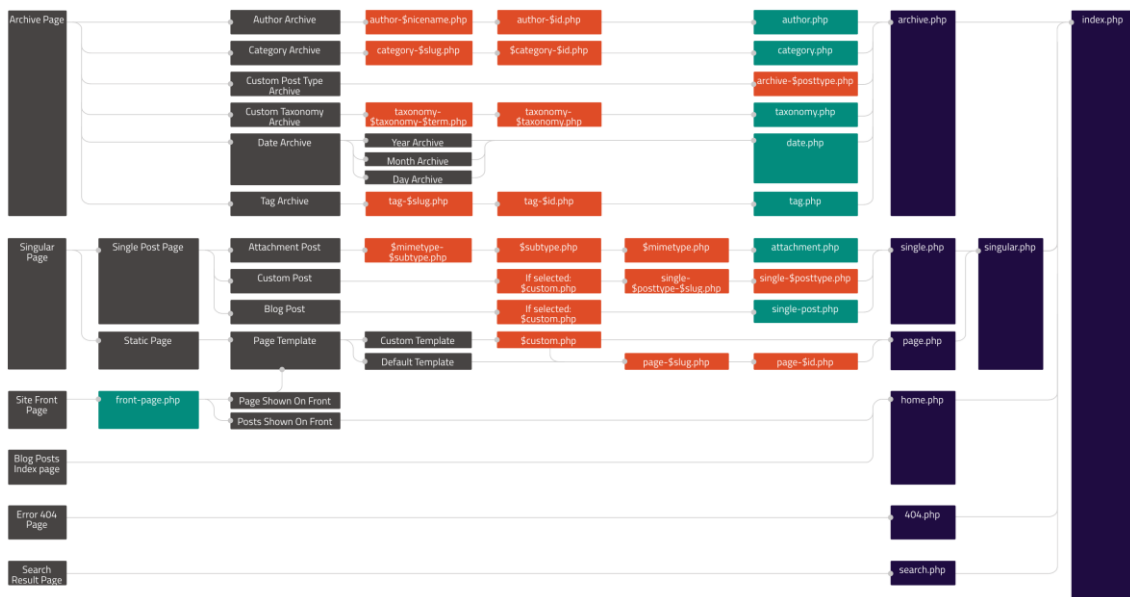 Archive Page
Author Archive
author-$nicename.php
author-$id.php
author.php
archive.php
index.php
Category Archive
category-$slug.php
$category-$id.php
category.php
Custom Post Type
Archive
archive-$posttype.php
Custom Taxonomy
Archive
taxonomy-
$taxonomy-$term.php
taxonomy-
$taxonomy.php
taxonomy.php
Date Archive
Year Archive
Month Archive
Day Archive
date.php
Tag Archive
tag-$slug.php
tag-$id.php
tag.php
Singular
Page
Single Post Page
Attachment Post
$mimetype-
$subtype.php
$subtype.php
$mimetype.php
attachment.php
single.php
singular.php
Custom Post
If selected:
$custom.php
single-
$posttype-$slug.php
single-$posttype.php
Blog Post
If selected:
$custom.php
single-post.php
Static Page
Page Template
Custom Template
$custom.php
page.php
Default Template
page-$slug.php
page-$id.php
Site Front
Page
front-page.php
Page Shown On Front
Posts Shown On Front
home.php
Blog Posts
Index page
Error 404
Page
404.php
Search
Result Page
search.php